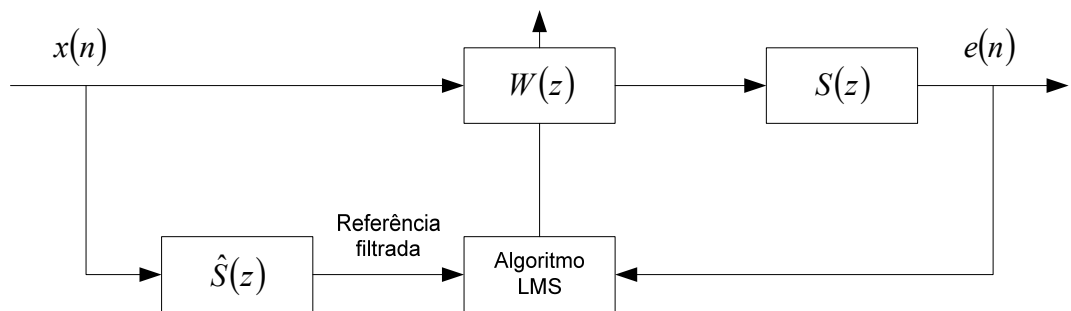 x(n)
e(n)
W(z)
S(z)
Referência
filtrada
Ŝ(z)
Algoritmo
LMS